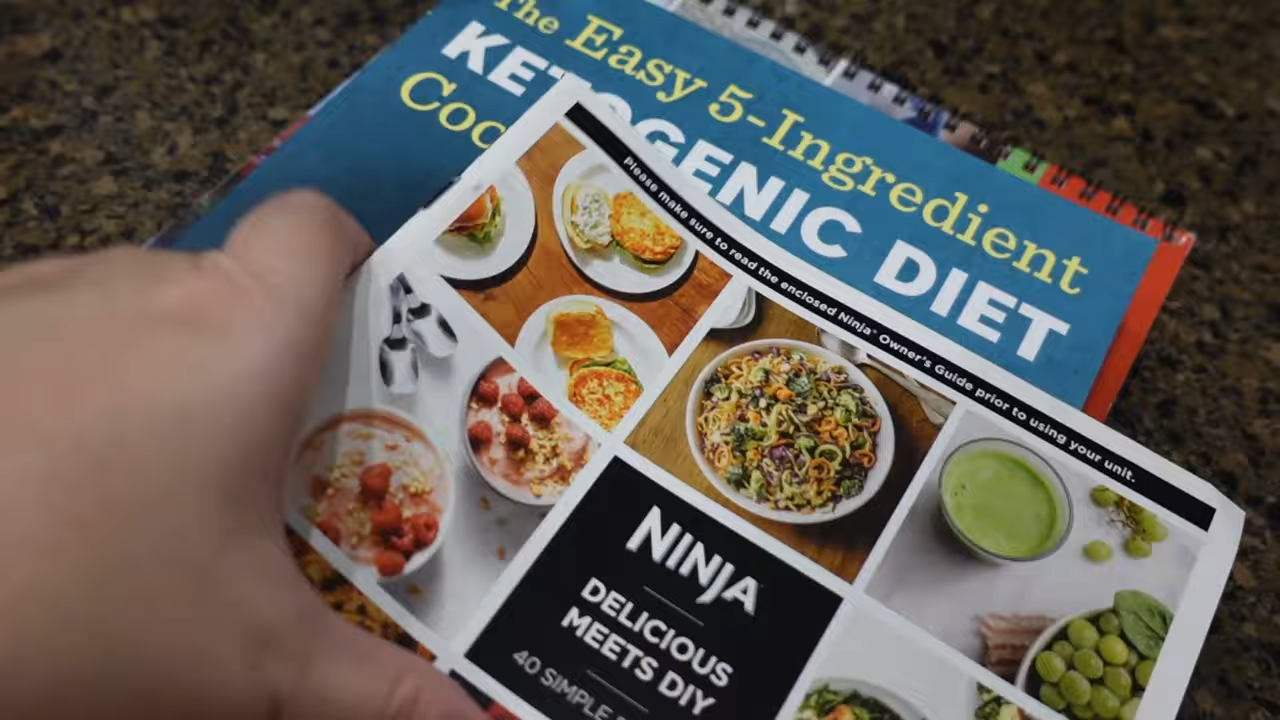 The Easy 5-Ingredient
KETOGENIC DIET
Please make sure to read the enclosed Ninja® Owner's Guide prior to using your unit.
NINJA
DELICIOUS
MEETS DIY
40 SIMPLE